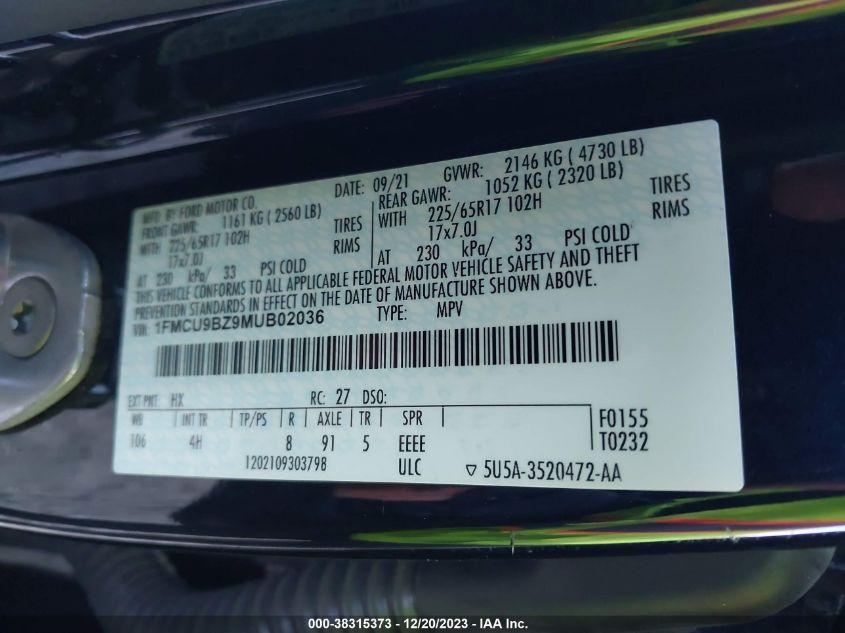 MFD. BY FORD MOTOR CO.
DATE: 09/21 GVWR: 2146 KG ( 4730 LB)
FRONT GAWR: 1161 KG ( 2560 LB)
WITH 225/65R17 102H TIRES
17x7.0J RIMS
AT 230 kPa/ 33 PSI COLD
REAR GAWR: 1052 KG ( 2320 LB)
WITH 225/65R17 102H TIRES
17x7.0J RIMS
AT 230 kPa/ 33 PSI COLD
THIS VEHICLE CONFORMS TO ALL APPLICABLE FEDERAL MOTOR VEHICLE SAFETY AND THEFT
PREVENTION STANDARDS IN EFFECT ON THE DATE OF MANUFACTURE SHOWN ABOVE.
VIN: 1FMCU9BZ9MUB02036 TYPE: MPV
EXT PNT: HX RC: 27 DSO:
WB INT TR TP/PS R AXLE TR SPR F0155
106 4H 8 91 5 EEEE T0232
1202109303798 ULC ▽ 5U5A-3520472-AA
000-38315373 - 12/20/2023 - IAA Inc.